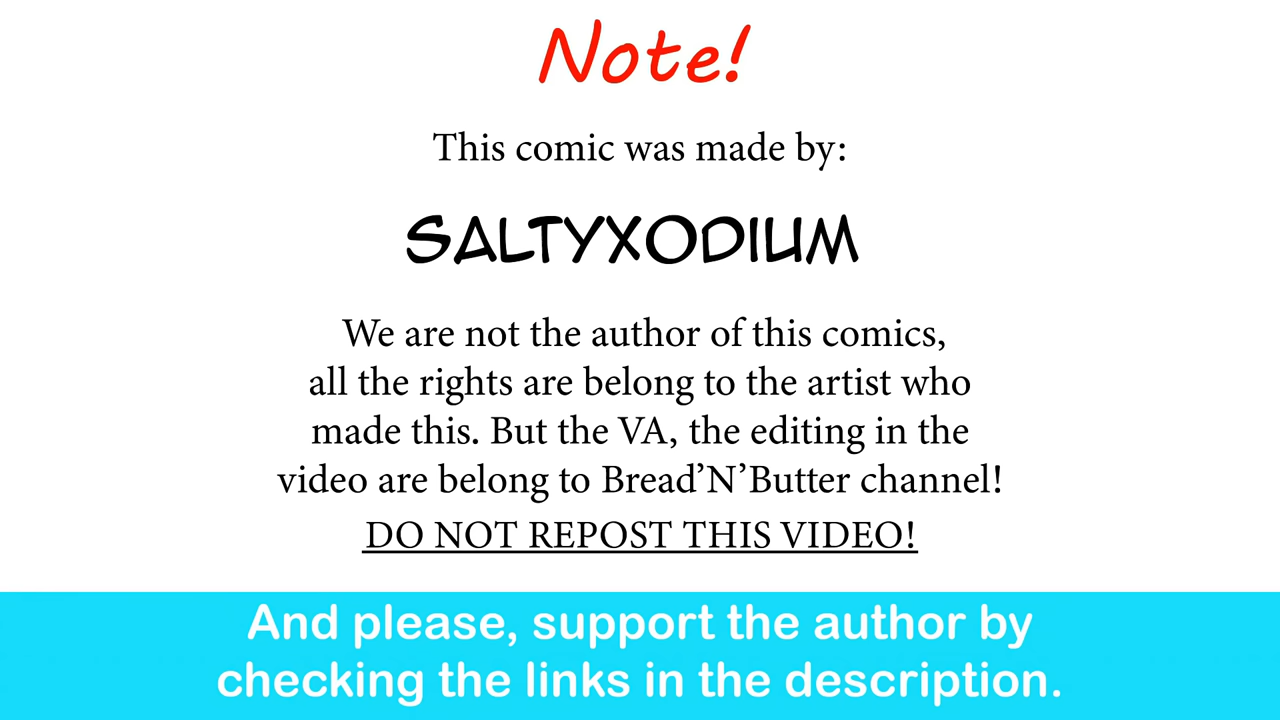 Note!
This comic was made by:
SALTYXODIUM
We are not the author of this comics,
all the rights are belong to the artist who
made this. But the VA, the editing in the
video are belong to Bread’N’Butter channel!
DO NOT REPOST THIS VIDEO!
And please, support the author by
checking the links in the description.